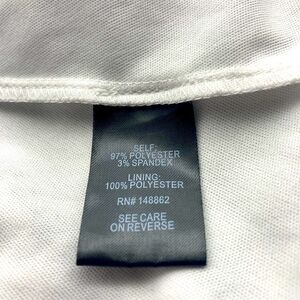 SELF:
97% POLYESTER
3% SPANDEX
LINING:
100% POLYESTER
RN# 148862
SEE CARE
ON REVERSE